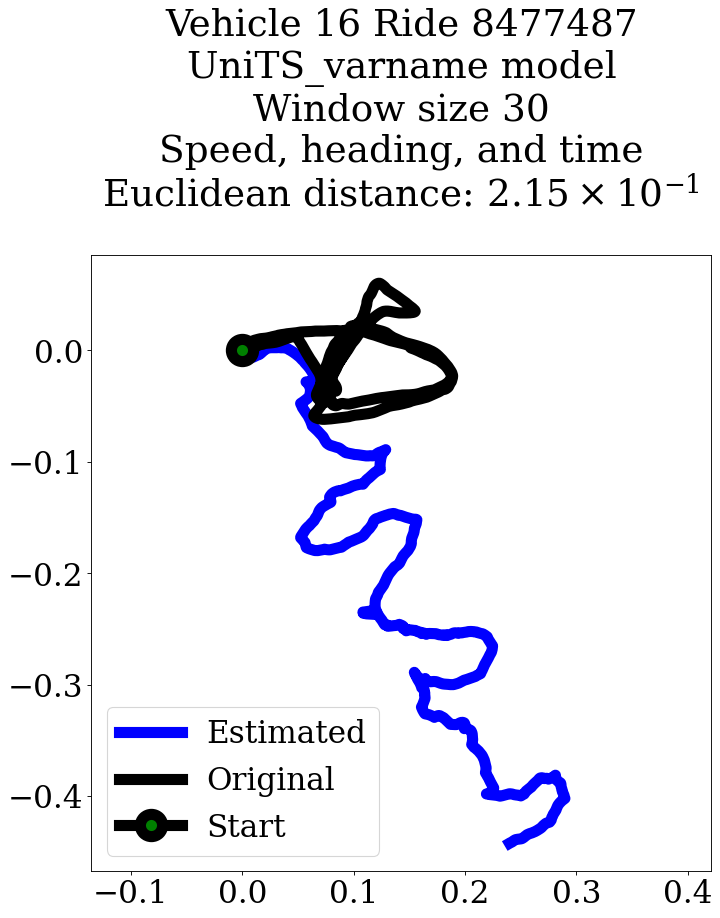 Vehicle 16 Ride 8477487
UniTS_varname model
Window size 30
Speed, heading, and time
Euclidean distance: 2.15 × 10⁻¹
0.0
−0.1
−0.2
−0.3
−0.4
Estimated
Original
Start
−0.1 0.0 0.1 0.2 0.3 0.4